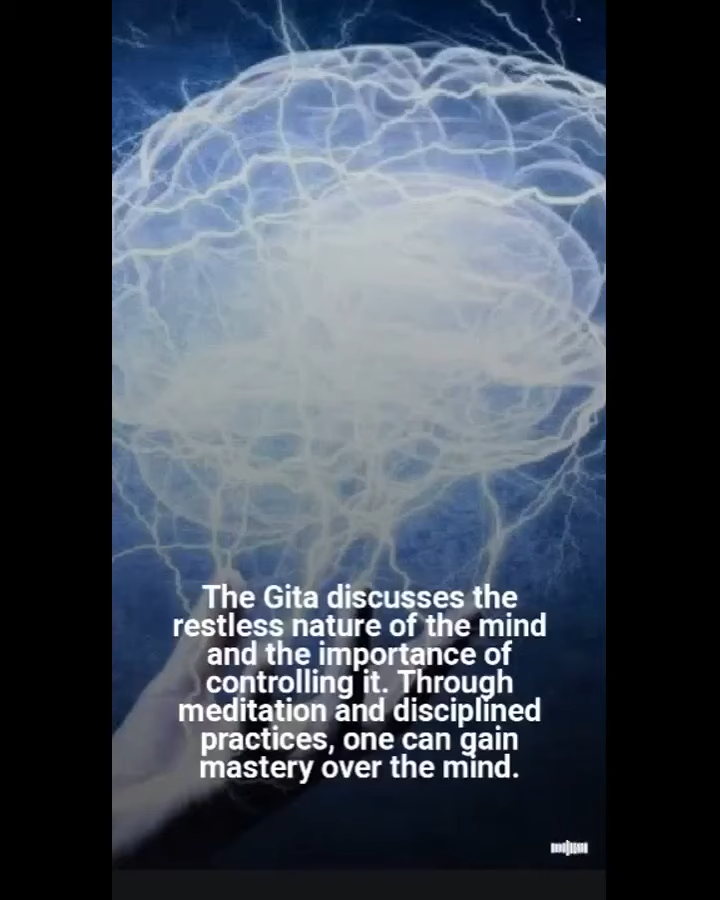 The Gita discusses the
restless nature of the mind
and the importance of
controlling it. Through
meditation and disciplined
practices, one can gain
mastery over the mind.